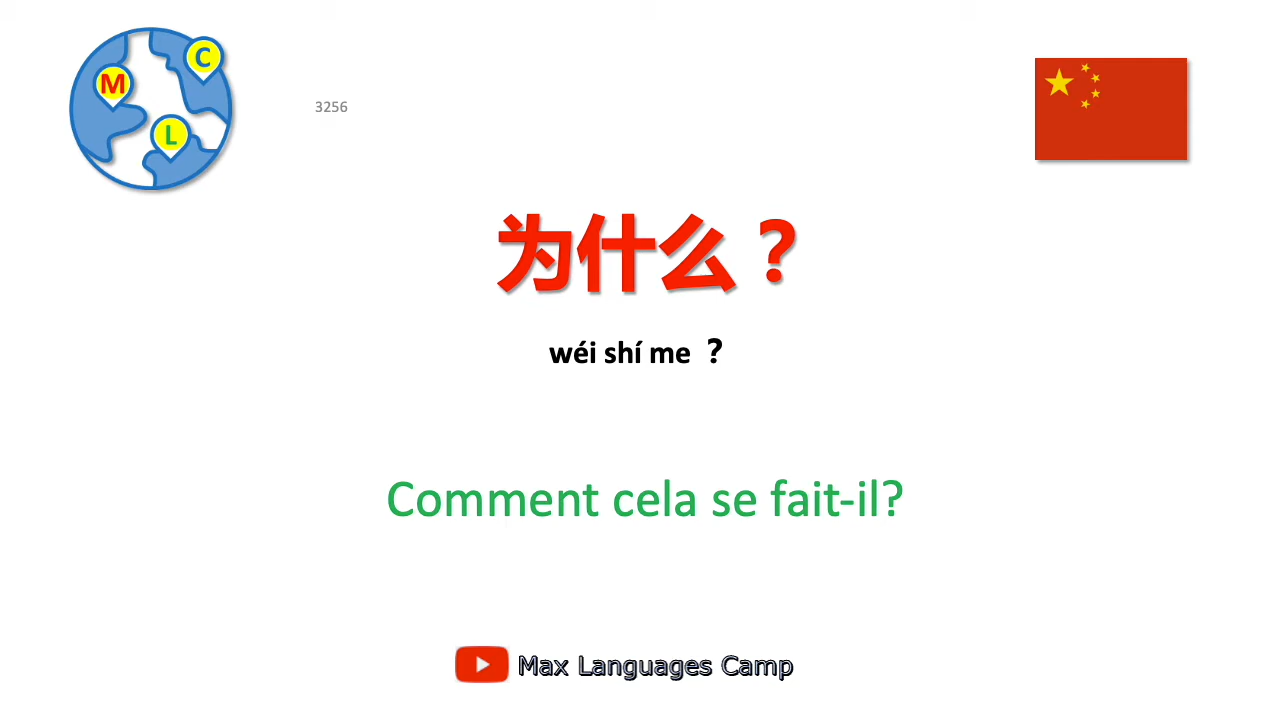 M
C
L
3256
为什么？
wéi shí me ？
Comment cela se fait-il?
Max Languages Camp